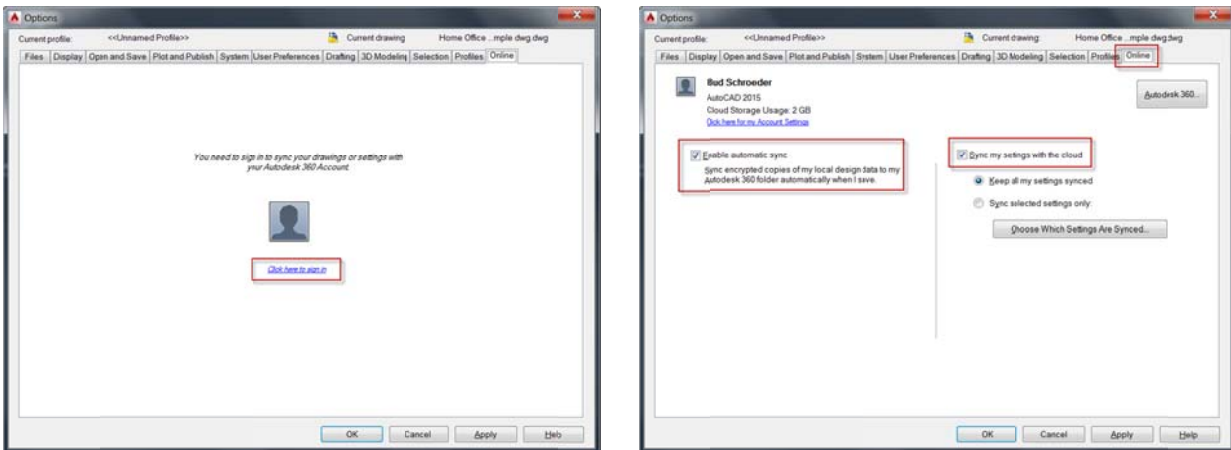 Options
Current profile: <<Unnamed Profile>> Current drawing Home Office ...mple dwg.dwg
Files Display Open and Save Plot and Publish System User Preferences Drafting 3D Modeling Selection Profiles Online
You need to sign in to sync your drawings or settings with
your Autodesk 360 Account.
Click here to sign in
OK Cancel Apply Help
Options
Current profile: <<Unnamed Profile>> Current drawing: Home Office ...mple dwg.dwg
Files Display Open and Save Plot and Publish System User Preferences Drafting 3D Modeling Selection Profiles Online
Bud Schroeder
AutoCAD 2015
Cloud Storage Usage: 2 GB
Click here for my Account Settings
Autodesk 360...
Enable automatic sync
Sync encrypted copies of my local design data to my
Autodesk 360 folder automatically when I save.
Sync my settings with the cloud
Keep all my settings synced
Sync selected settings only:
Choose Which Settings Are Synced...
OK Cancel Apply Help